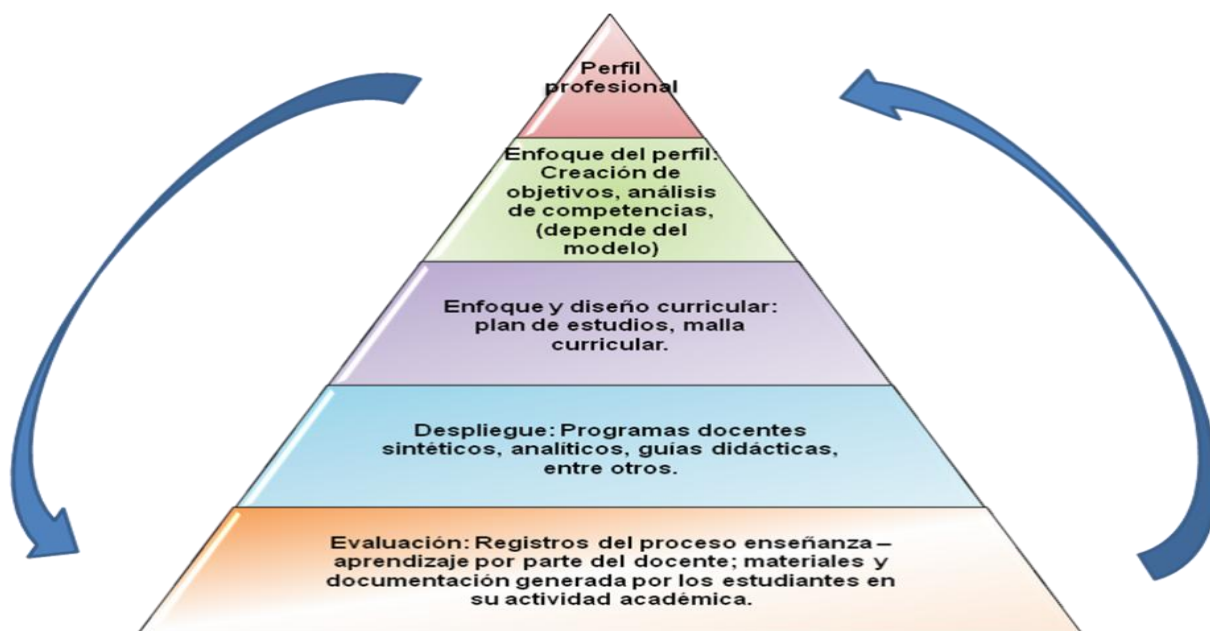 Perfil
profesional
Enfoque del perfil:
Creación de
objetivos, análisis
de competencias,
(depende del
modelo)
Enfoque y diseño curricular:
plan de estudios, malla
curricular.
Despliegue: Programas docentes
sintéticos, analíticos, guías didácticas,
entre otros.
Evaluación: Registros del proceso enseñanza –
aprendizaje por parte del docente; materiales y
documentación generada por los estudiantes en
su actividad académica.